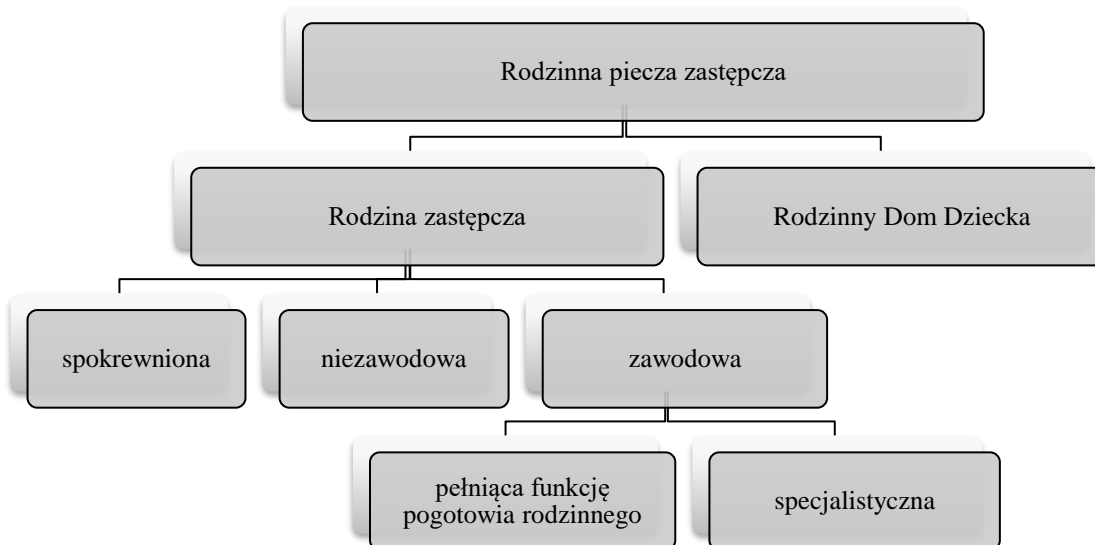 Rodzinna piecza zastępcza
Rodzina zastępcza
Rodzinny Dom Dziecka
spokrewniona
niezawodowa
zawodowa
pełniąca funkcję
pogotowia rodzinnego
specjalistyczna